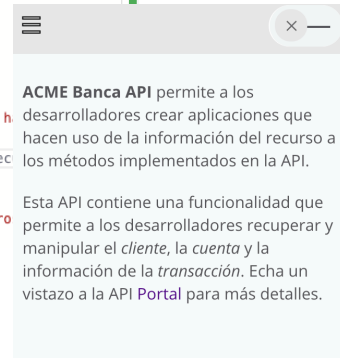 ACME Banca API permite a los
desarrolladores crear aplicaciones que
hacen uso de la información del recurso a
los métodos implementados en la API.
Esta API contiene una funcionalidad que
permite a los desarrolladores recuperar y
manipular el cliente, la cuenta y la
información de la transacción. Echa un
vistazo a la API Portal para más detalles.